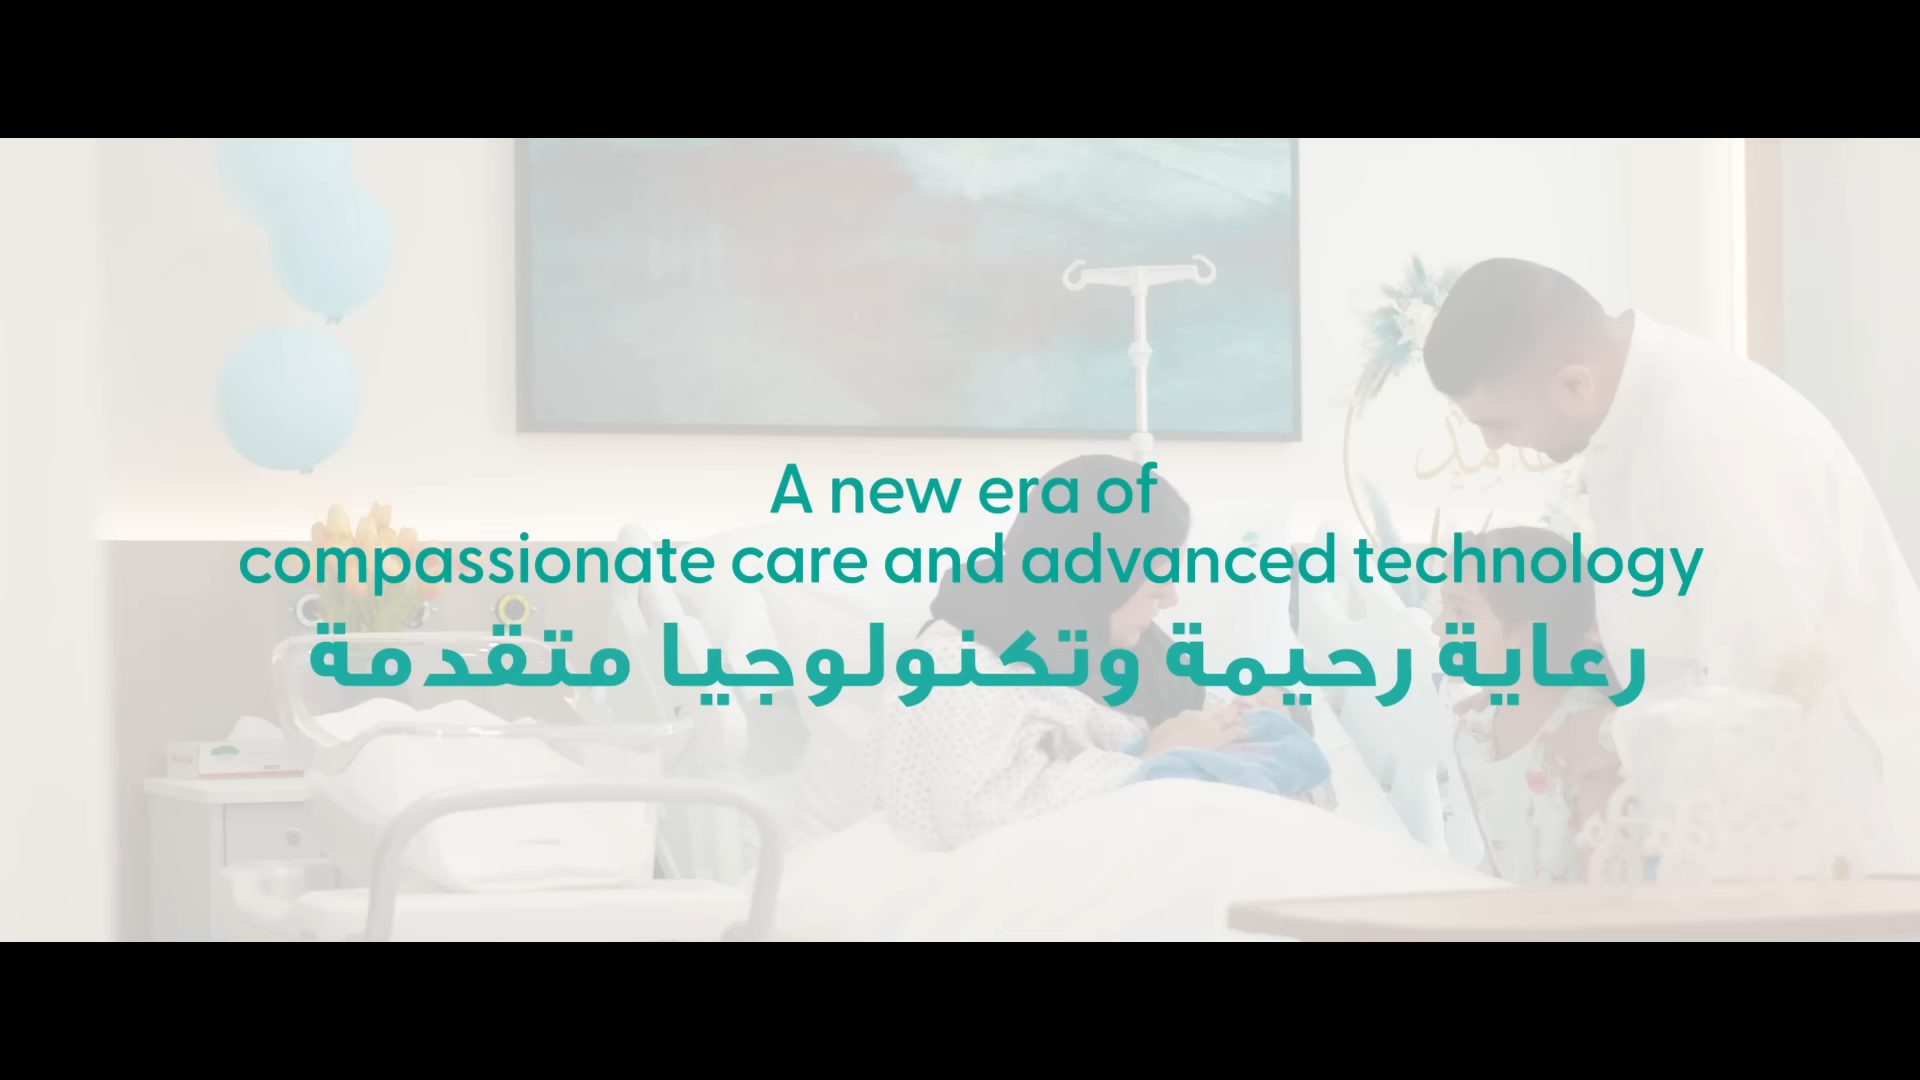 A new era of
compassionate care and advanced technology
رعاية رحيمة وتكنولوجيا متقدمة